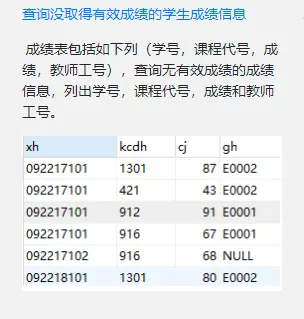 查询没取得有效成绩的学生成绩信息
成绩表包括如下列（学号，课程代号，成
绩，教师工号），查询无有效成绩的成绩
信息，列出学号，课程代号，成绩和教师
工号。
xh kcdh cj gh
092217101 1301 87 E0002
092217101 421 43 E0002
092217101 912 91 E0001
092217101 916 67 E0001
092217102 916 68 NULL
092218101 1301 80 E0002